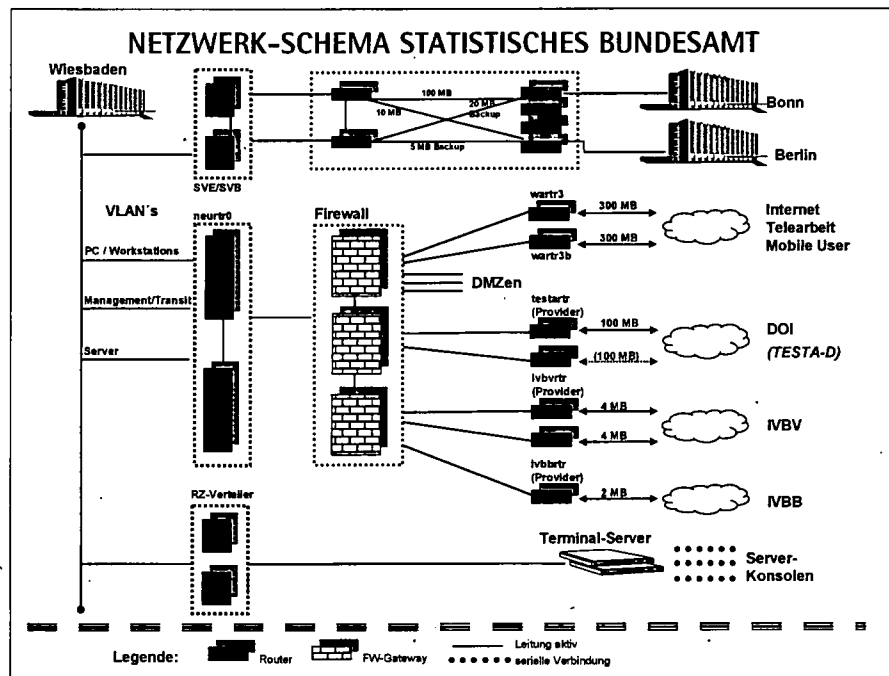 NETZWERK-SCHEMA STATISTISCHES BUNDESAMT
Wiesbaden
100 MB
20 MB
Backup
10 MB
5 MB Backup
Bonn
Berlin
SVE/SVB
VLAN´s
neurtr0
Firewall
wartr3
300 MB
300 MB
wartr3b
Internet
Telearbeit
Mobile User
PC / Workstations
DMZen
Management/Transit
testartr
(Provider)
100 MB
(100 MB)
DOI
(TESTA-D)
Server
ivbvrtr
(Provider)
4 MB
4 MB
IVBV
ivbbrtr
(Provider)
2 MB
IVBB
RZ-Verteiler
Terminal-Server
Server-
Konsolen
Legende:
Router
FW-Gateway
Leitung aktiv
serielle Verbindung